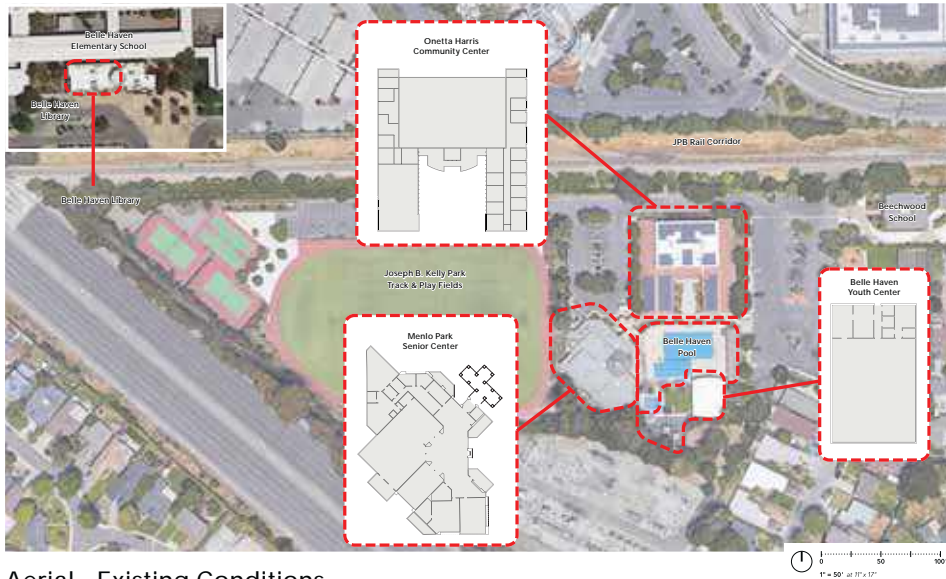 Belle Haven
Elementary School
Belle Haven
Library
Belle Haven Library
Onetta Harris
Community Center
JPB Rail Corridor
Beechwood
School
Joseph B. Kelly Park
Track & Play Fields
Menlo Park
Senior Center
Belle Haven
Pool
Belle Haven
Youth Center
Aerial - Existing Conditions
0 50 100
1" = 50' at 11" x 17"